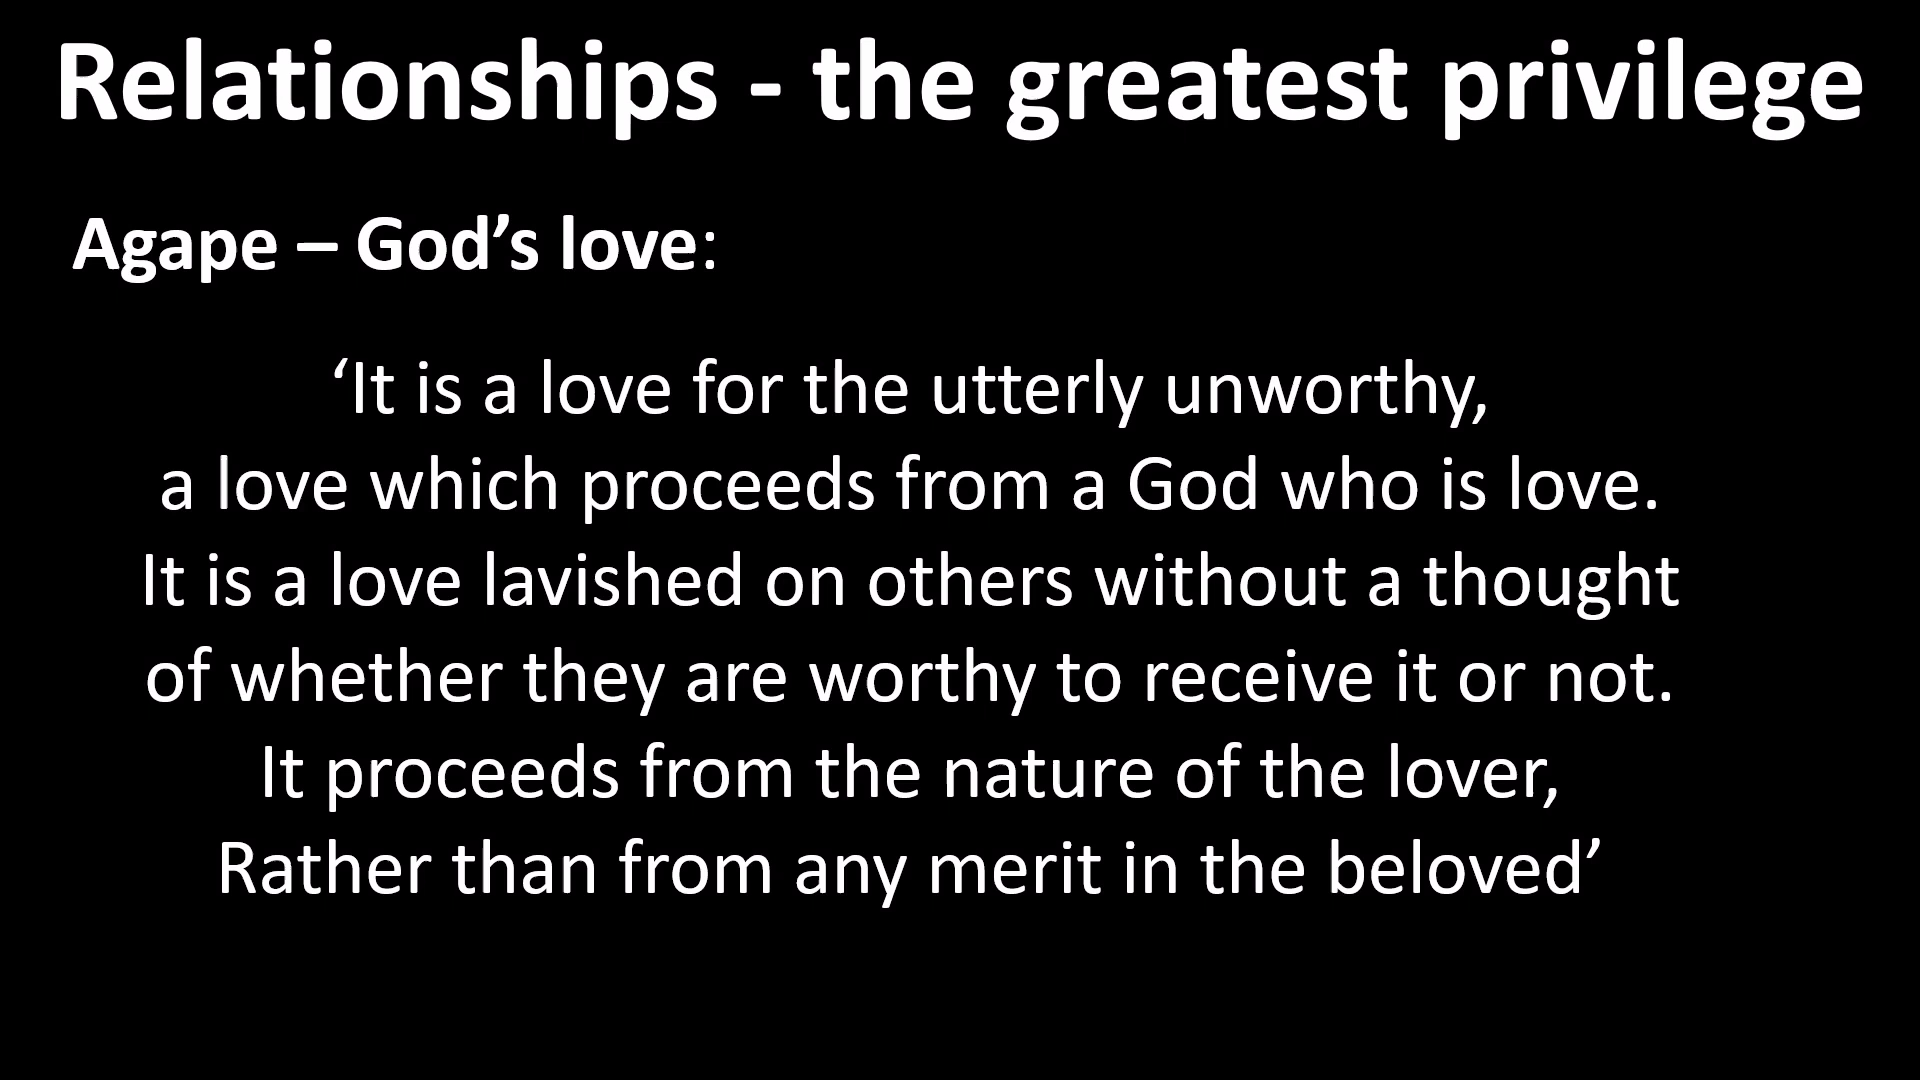 Relationships - the greatest privilege
Agape – God’s love:
‘It is a love for the utterly unworthy,
a love which proceeds from a God who is love.
It is a love lavished on others without a thought
of whether they are worthy to receive it or not.
It proceeds from the nature of the lover,
Rather than from any merit in the beloved’